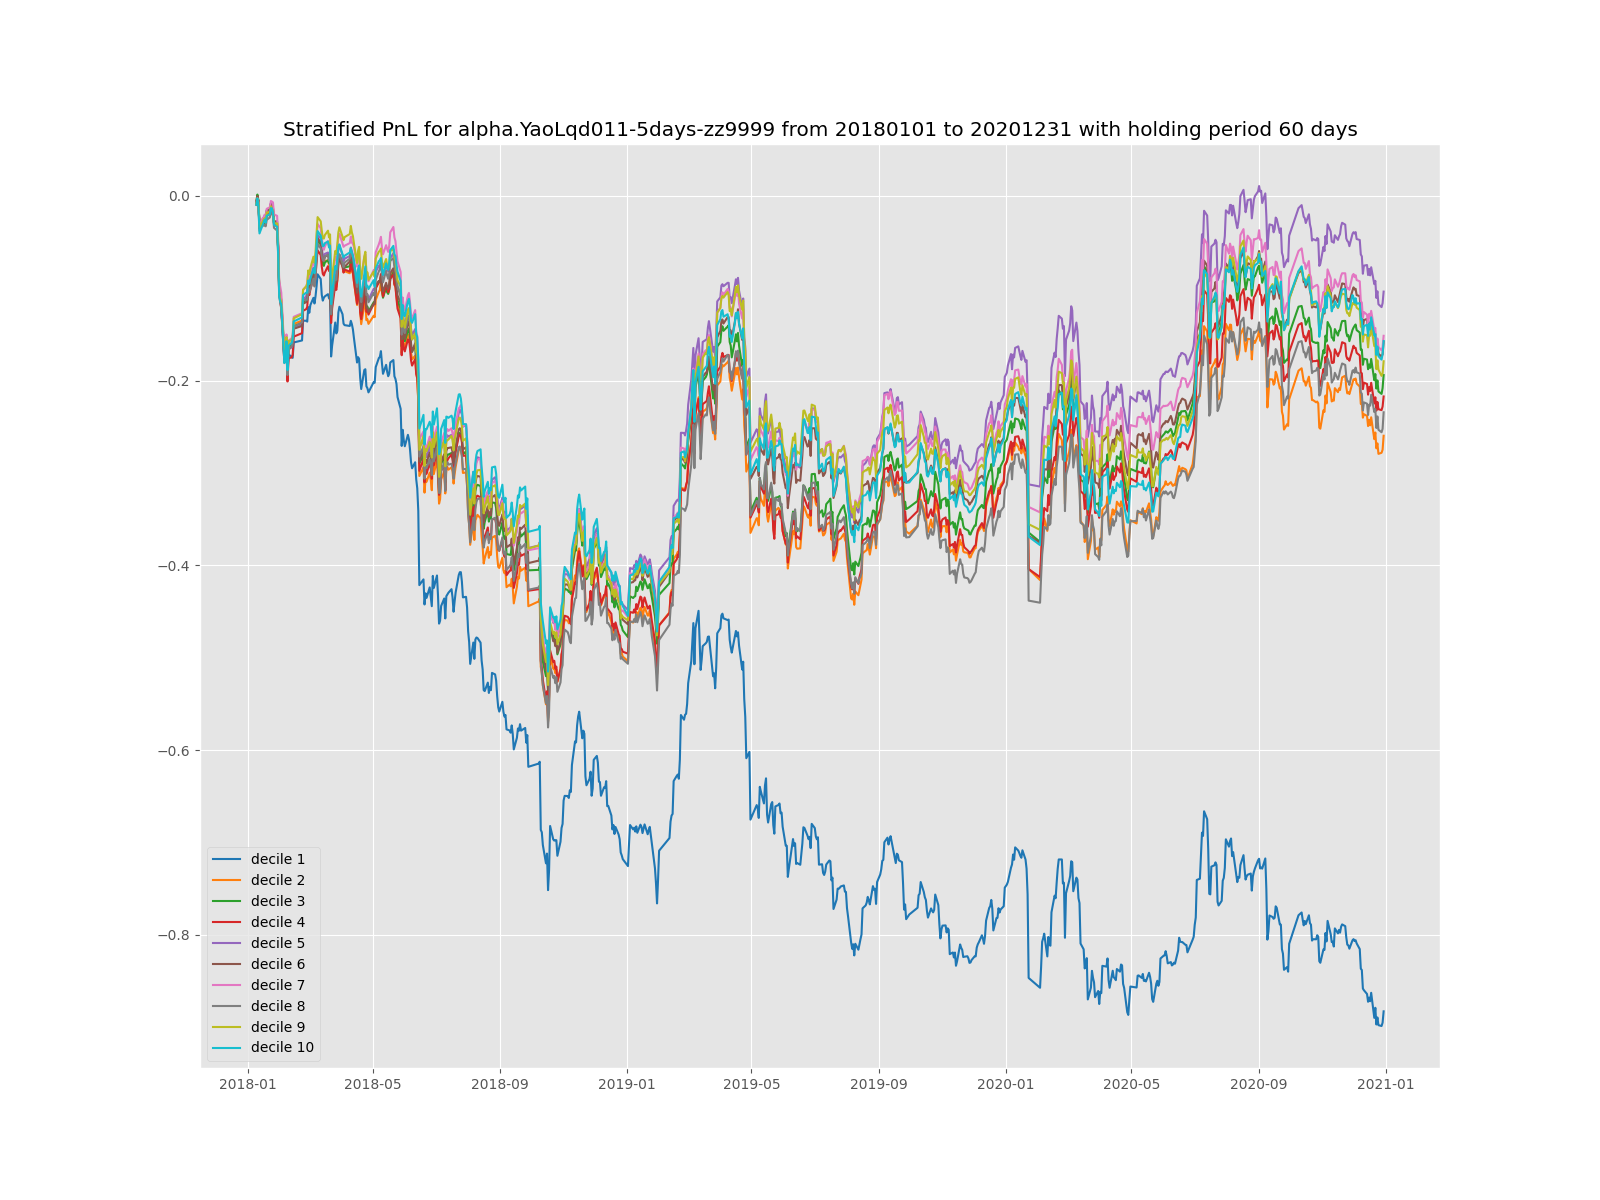 Stratified PnL for alpha.YaoLqd011-5days-zz9999 from 20180101 to 20201231 with holding period 60 days
0.0
−0.2
−0.4
−0.6
−0.8
decile 1
decile 2
decile 3
decile 4
decile 5
decile 6
decile 7
decile 8
decile 9
decile 10
2018-01 2018-05 2018-09 2019-01 2019-05 2019-09 2020-01 2020-05 2020-09 2021-01